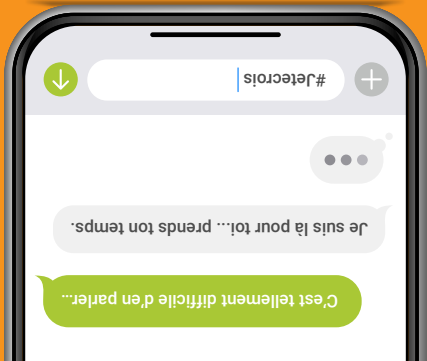 C'est tellement difficile d'en parler...
Je suis là pour toi... prends ton temps.
#Jetecrois